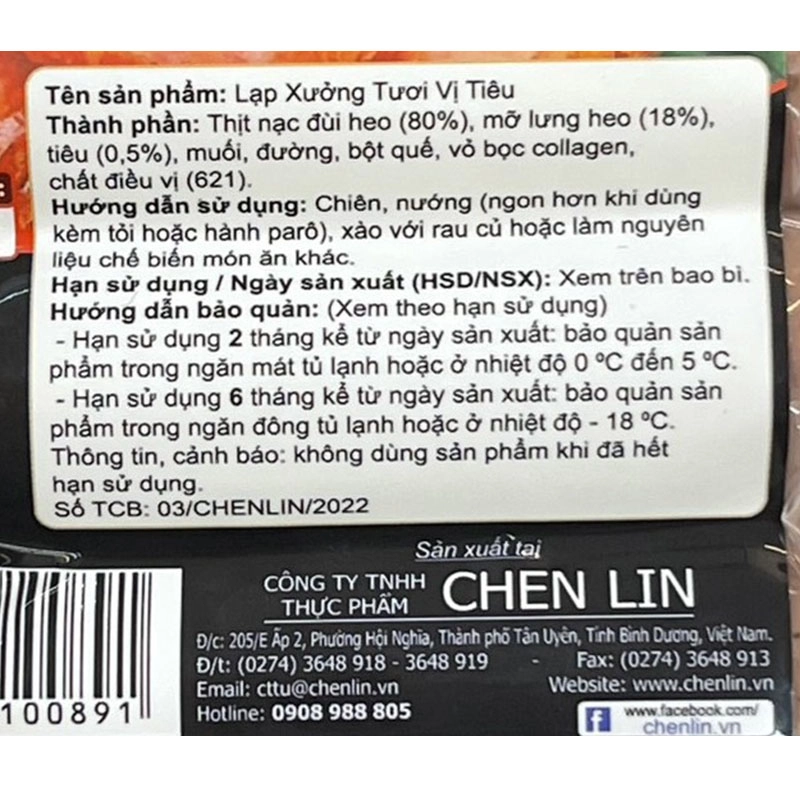 Tên sản phẩm: Lạp Xưởng Tươi Vị Tiêu
Thành phần: Thịt nạc đùi heo (80%), mỡ lưng heo (18%),
tiêu (0,5%), muối, đường, bột quế, vỏ bọc collagen,
chất điều vị (621).
Hướng dẫn sử dụng: Chiên, nướng (ngon hơn khi dùng
kèm tỏi hoặc hành parô), xào với rau củ hoặc làm nguyên
liệu chế biến món ăn khác.
Hạn sử dụng / Ngày sản xuất (HSD/NSX): Xem trên bao bì.
Hướng dẫn bảo quản: (Xem theo hạn sử dụng)
- Hạn sử dụng 2 tháng kể từ ngày sản xuất: bảo quản sản
phẩm trong ngăn mát tủ lạnh hoặc ở nhiệt độ 0 ºC đến 5 ºC.
- Hạn sử dụng 6 tháng kể từ ngày sản xuất: bảo quản sản
phẩm trong ngăn đông tủ lạnh hoặc ở nhiệt độ - 18 ºC.
Thông tin, cảnh báo: không dùng sản phẩm khi đã hết
hạn sử dụng.
Số TCB: 03/CHENLIN/2022
Sản xuất tại
CÔNG TY TNHH
THỰC PHẨM CHEN LIN
Đ/c: 205/E Ấp 2, Phường Hội Nghĩa, Thành phố Tân Uyên, Tỉnh Bình Dương, Việt Nam.
Đ/t: (0274) 3648 918 - 3648 919 - Fax: (0274) 3648 913
Email: cttu@chenlin.vn Website: www.chenlin.vn
Hotline: 0908 988 805
www.facebook.com/
chenlin.vn
100891